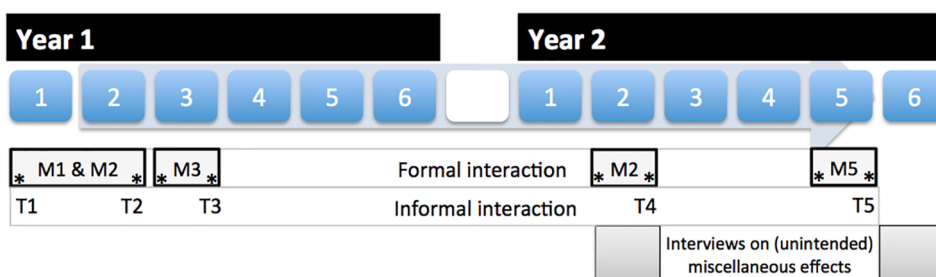 Year 1 Year 2
1 2 3 4 5 6 1 2 3 4 5 6
* M1 & M2 * * M3 * Formal interaction * M2 * * M5 *
T1 T2 T3 Informal interaction T4 T5
Interviews on (unintended)
miscellaneous effects